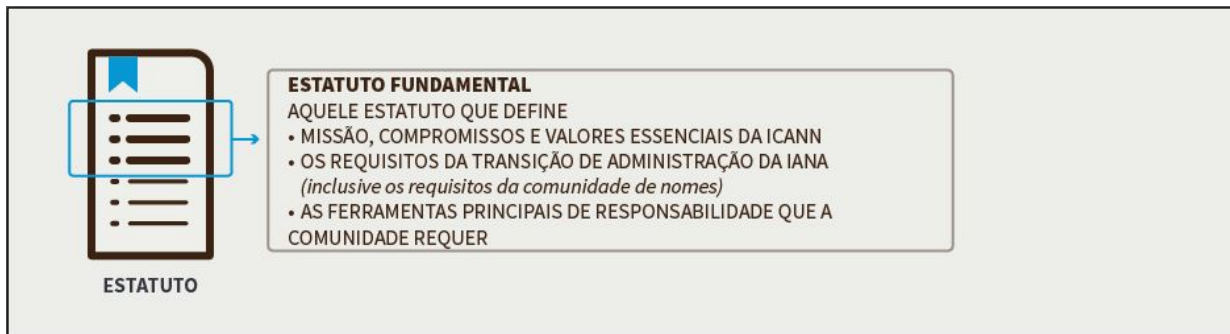 ESTATUTO FUNDAMENTAL
AQUELE ESTATUTO QUE DEFINE
• MISSÃO, COMPROMISSOS E VALORES ESSENCIAIS DA ICANN
• OS REQUISITOS DA TRANSIÇÃO DE ADMINISTRAÇÃO DA IANA
(inclusive os requisitos da comunidade de nomes)
• AS FERRAMENTAS PRINCIPAIS DE RESPONSABILIDADE QUE A
COMUNIDADE REQUER
ESTATUTO